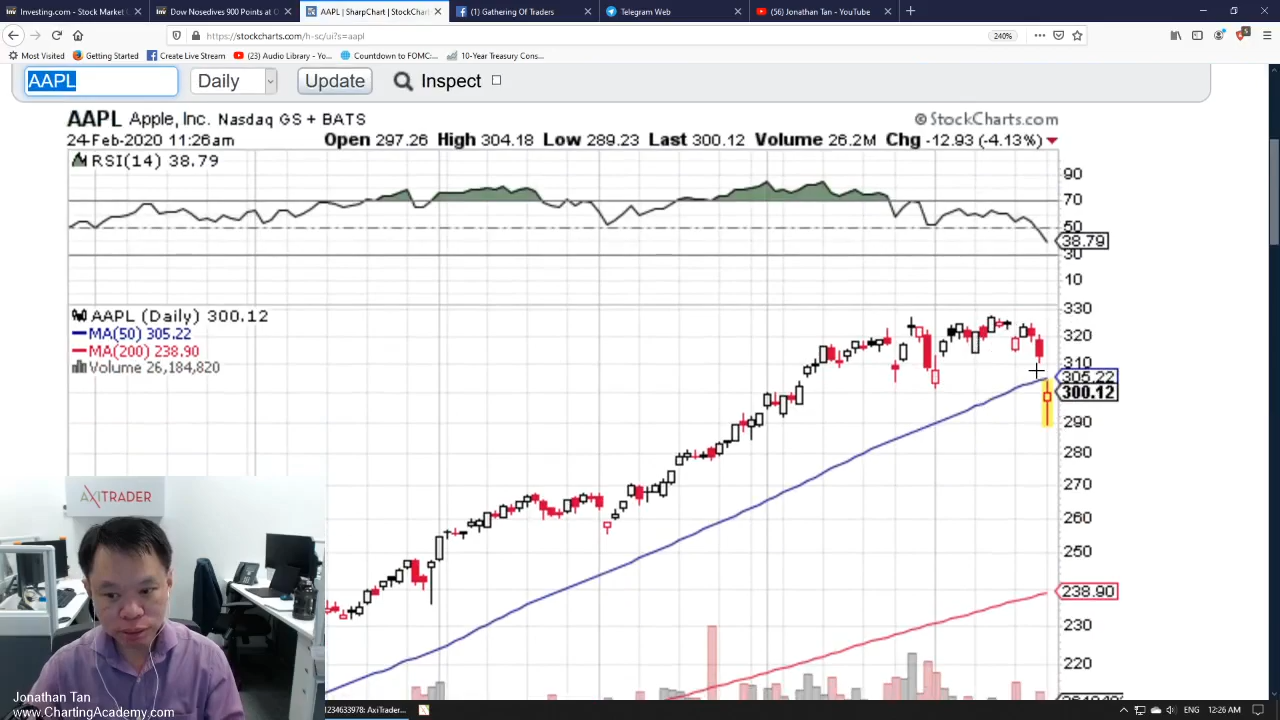 Investing.com - Stock Market
Dow Nosedives 900 Points at O
AAPL | SharpChart | StockChart
(1) Gathering Of Traders
Telegram Web
(56) Jonathan Tan - YouTube
https://stockcharts.com/h-sc/ui?s=aapl
240%
Most Visited
Getting Started
Create Live Stream
(23) Audio Library - Yo...
Countdown to FOMC:...
10-Year Treasury Cons...
AAPL Daily Update Inspect
AAPL Apple, Inc. Nasdaq GS + BATS
© StockCharts.com
24-Feb-2020 11:26am
Open 297.26 High 304.18 Low 289.23 Last 300.12 Volume 26.2M Chg -12.93 (-4.13%)
RSI(14) 38.79
90
70
50
38.79
30
10
AAPL (Daily) 300.12
MA(50) 305.22
MA(200) 238.90
Volume 26,184,820
330
320
310
305.22
300.12
290
280
270
260
250
238.90
230
220
AXITRADER
Jonathan Tan
www.ChartingAcademy.com
1234633978: AxiTrader...
ENG
12:26 AM